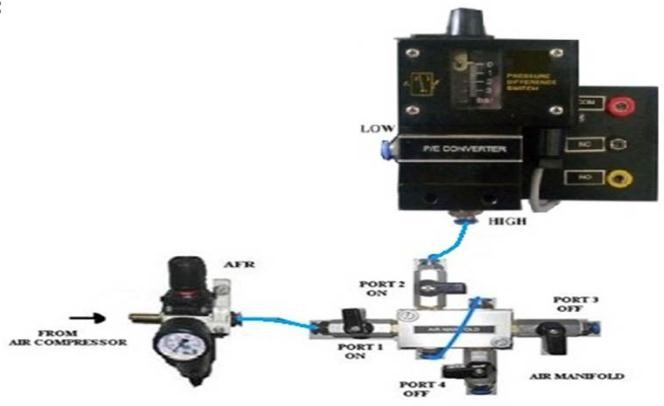 PRESSURE
DIFFERENCE
SWITCH
COM
LOW
P/E CONVERTER
NC
NO
HIGH
AFR
PORT 2
ON
PORT 3
OFF
FROM
AIR COMPRESSOR
AIR MANIFOLD
PORT 1
ON
AIR MANIFOLD
PORT 4
OFF